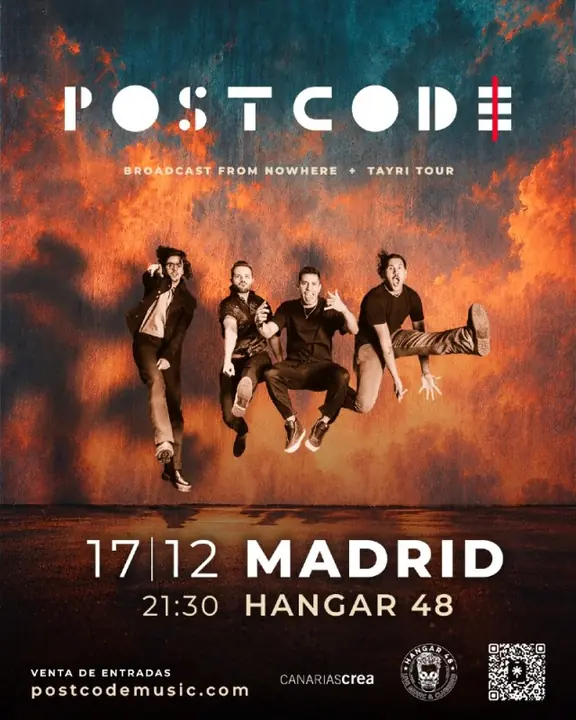 POSTCODE
BROADCAST FROM NOWHERE + TAYRI TOUR
17|12 MADRID
21:30 HANGAR 48
VENTA DE ENTRADAS
postcodemusic.com
CANARIAScrea
HANGAR 48